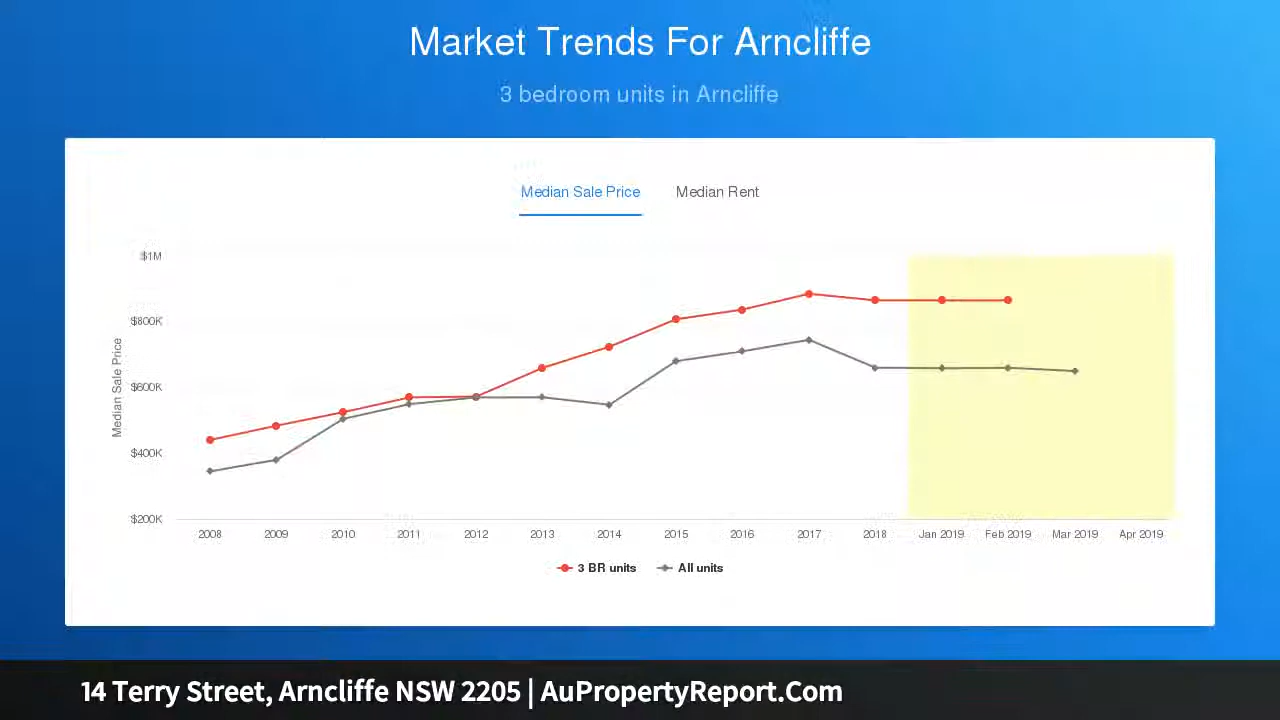 Market Trends For Arncliffe
3 bedroom units in Arncliffe
Median Sale Price Median Rent
$1M
$800K
$600K
$400K
$200K
Median Sale Price
2008 2009 2010 2011 2012 2013 2014 2015 2016 2017 2018 Jan 2019 Feb 2019 Mar 2019 Apr 2019
3 BR units All units
14 Terry Street, Arncliffe NSW 2205 | AuPropertyReport.Com